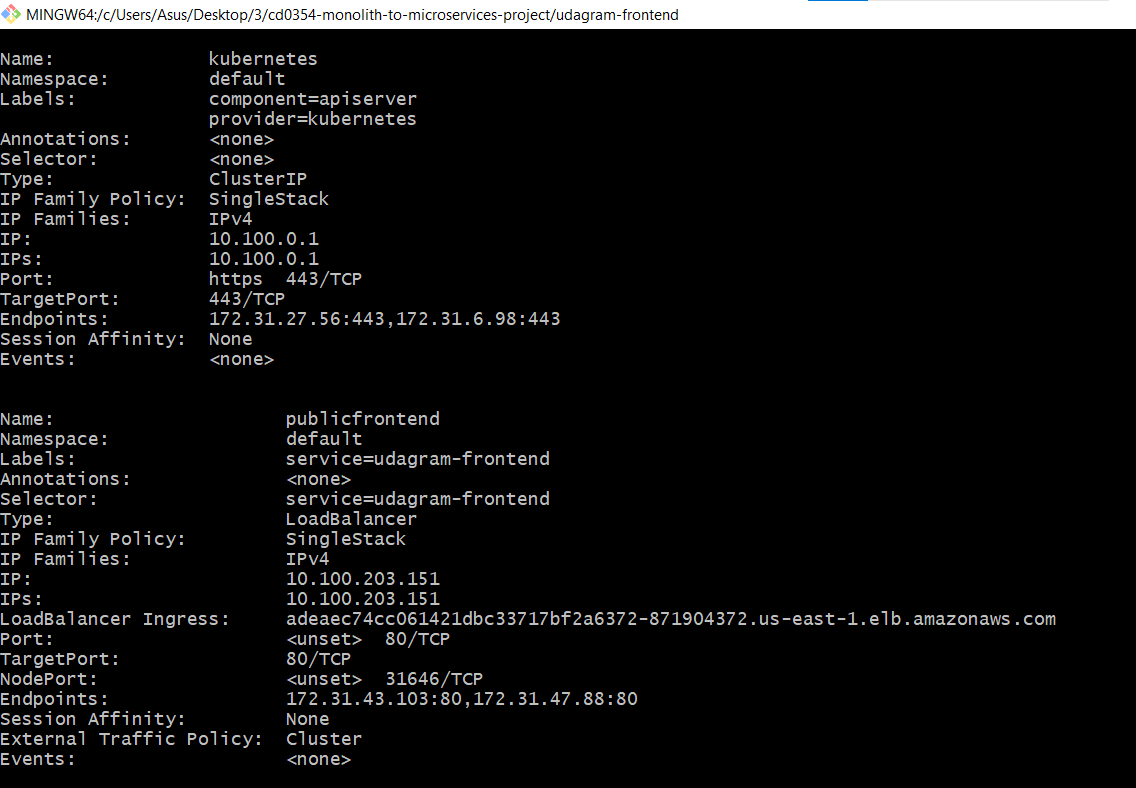 MINGW64:/c/Users/Asus/Desktop/3/cd0354-monolith-to-microservices-project/udagram-frontend
Name:              kubernetes
Namespace:         default
Labels:            component=apiserver
                   provider=kubernetes
Annotations:       <none>
Selector:          <none>
Type:              ClusterIP
IP Family Policy:  SingleStack
IP Families:       IPv4
IP:                10.100.0.1
IPs:               10.100.0.1
Port:              https  443/TCP
TargetPort:        443/TCP
Endpoints:         172.31.27.56:443,172.31.6.98:443
Session Affinity:  None
Events:            <none>
Name:                     publicfrontend
Namespace:                default
Labels:                   service=udagram-frontend
Annotations:              <none>
Selector:                 service=udagram-frontend
Type:                     LoadBalancer
IP Family Policy:         SingleStack
IP Families:              IPv4
IP:                       10.100.203.151
IPs:                      10.100.203.151
LoadBalancer Ingress:     adeaec74cc061421dbc33717bf2a6372-871904372.us-east-1.elb.amazonaws.com
Port:                     <unset>  80/TCP
TargetPort:               80/TCP
NodePort:                 <unset>  31646/TCP
Endpoints:                172.31.43.103:80,172.31.47.88:80
Session Affinity:         None
External Traffic Policy:  Cluster
Events:                   <none>